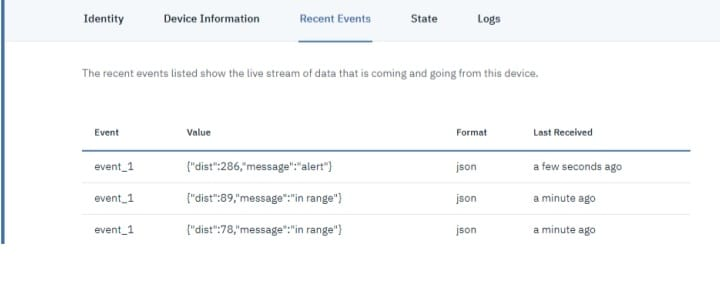 Identity Device Information Recent Events State Logs
The recent events listed show the live stream of data that is coming and going from this device.
Event Value Format Last Received
event_1 {"dist":286,"message":"alert"} json a few seconds ago
event_1 {"dist":89,"message":"in range"} json a minute ago
event_1 {"dist":78,"message":"in range"} json a minute ago